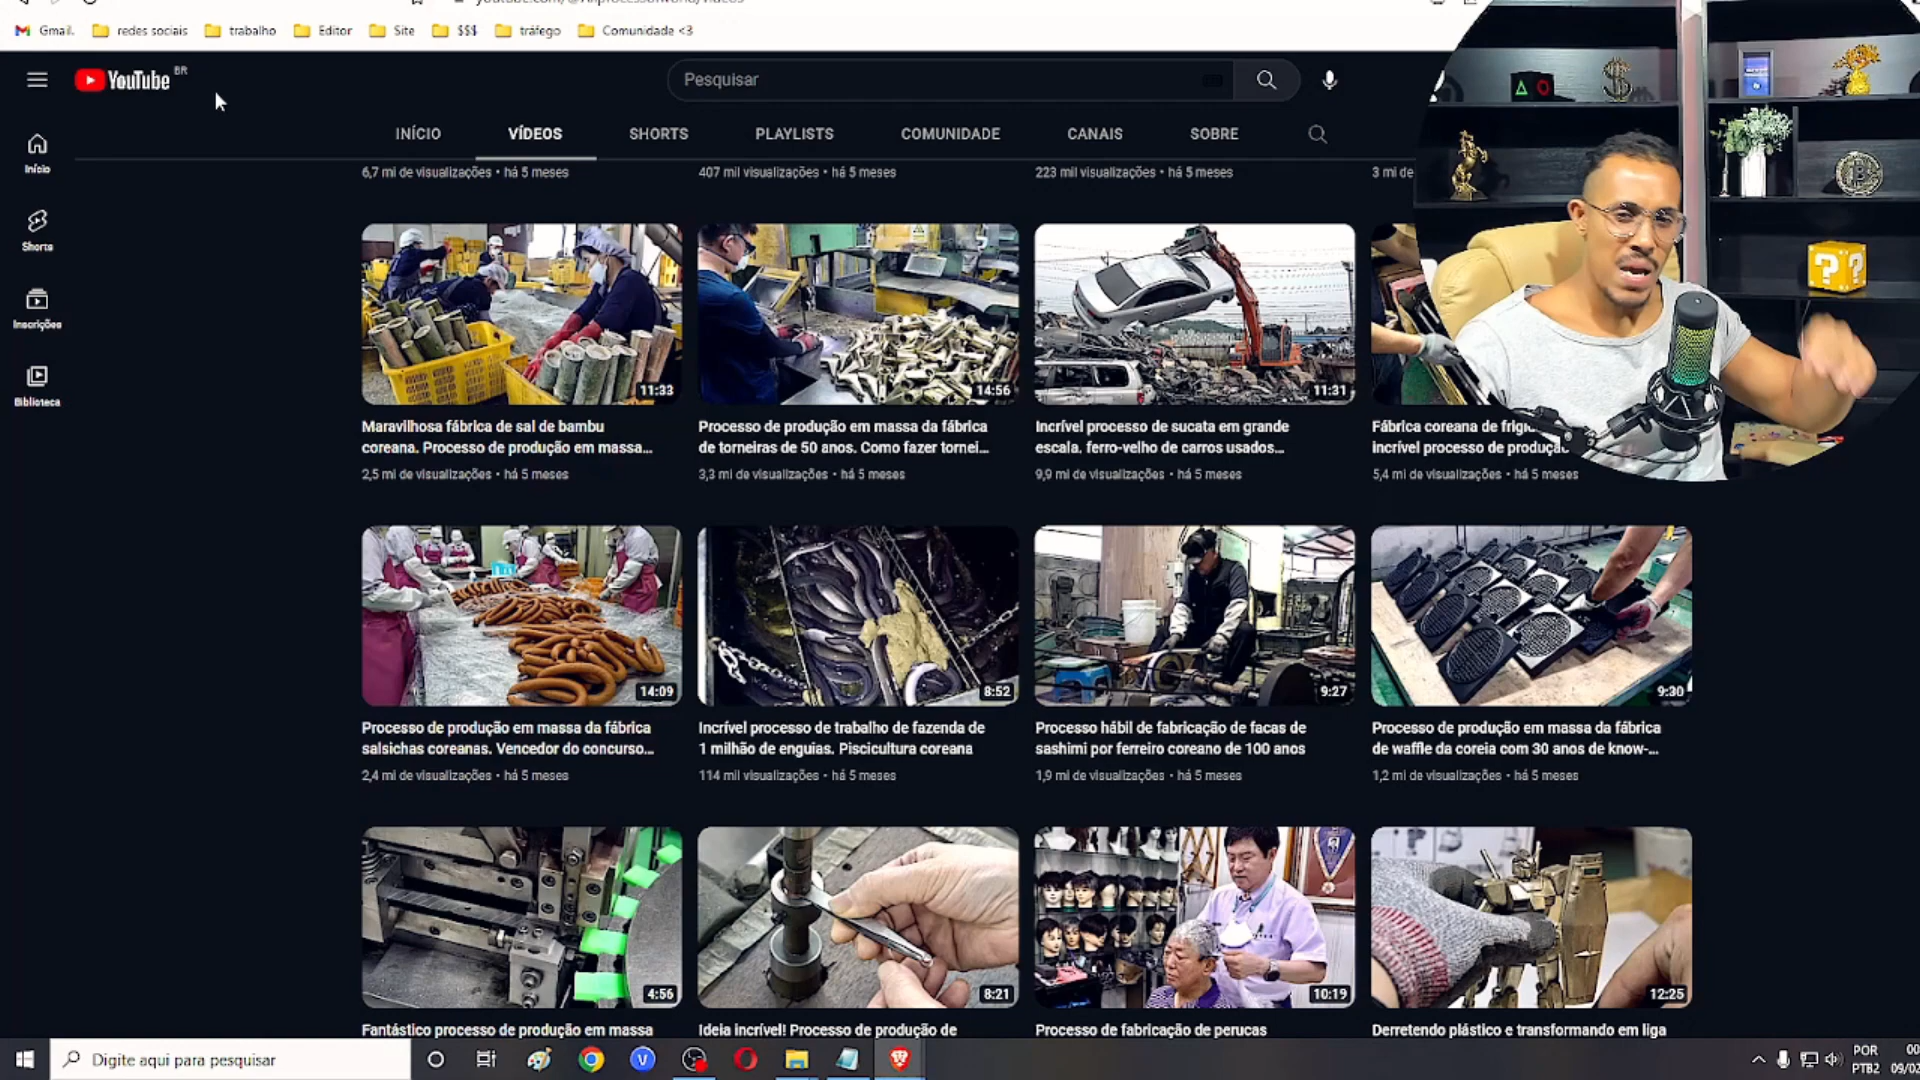 Gmail.
redes sociais
trabalho
Editor
Site
$$$
tráfego
Comunidade <3
YouTube BR
Pesquisar
INÍCIO
VÍDEOS
SHORTS
PLAYLISTS
COMUNIDADE
CANAIS
SOBRE
Início
Shorts
Inscrições
Biblioteca
6,7 mi de visualizações • há 5 meses
407 mil visualizações • há 5 meses
223 mil visualizações • há 5 meses
3 mi de
11:33
14:56
11:31
Maravilhosa fábrica de sal de bambu
coreana. Processo de produção em massa...
2,5 mi de visualizações • há 5 meses
Processo de produção em massa da fábrica
de torneiras de 50 anos. Como fazer tornei...
3,3 mi de visualizações • há 5 meses
Incrível processo de sucata em grande
escala, ferro-velho de carros usados...
9,9 mi de visualizações • há 5 meses
Fábrica coreana de
incrível processo de
5,4 mi de visualizações • há 5 meses
14:09
8:52
9:27
9:30
Processo de produção em massa da fábrica
salsichas coreanas. Vencedor do concurso...
2,4 mi de visualizações • há 5 meses
Incrível processo de trabalho de fazenda de
1 milhão de enguias. Piscicultura coreana
114 mil visualizações • há 5 meses
Processo hábil de fabricação de facas de
sashimi por ferreiro coreano de 100 anos
1,9 mi de visualizações • há 5 meses
Processo de produção em massa da fábrica
de waffle da coreia com 30 anos de know-...
1,2 mi de visualizações • há 5 meses
4:56
8:21
10:19
12:25
Fantástico processo de produção em massa
Ideia incrível! Processo de produção de
Processo de fabricação de perucas
Derretendo plástico e transformando em liga
Digite aqui para pesquisar
POR
PTB2